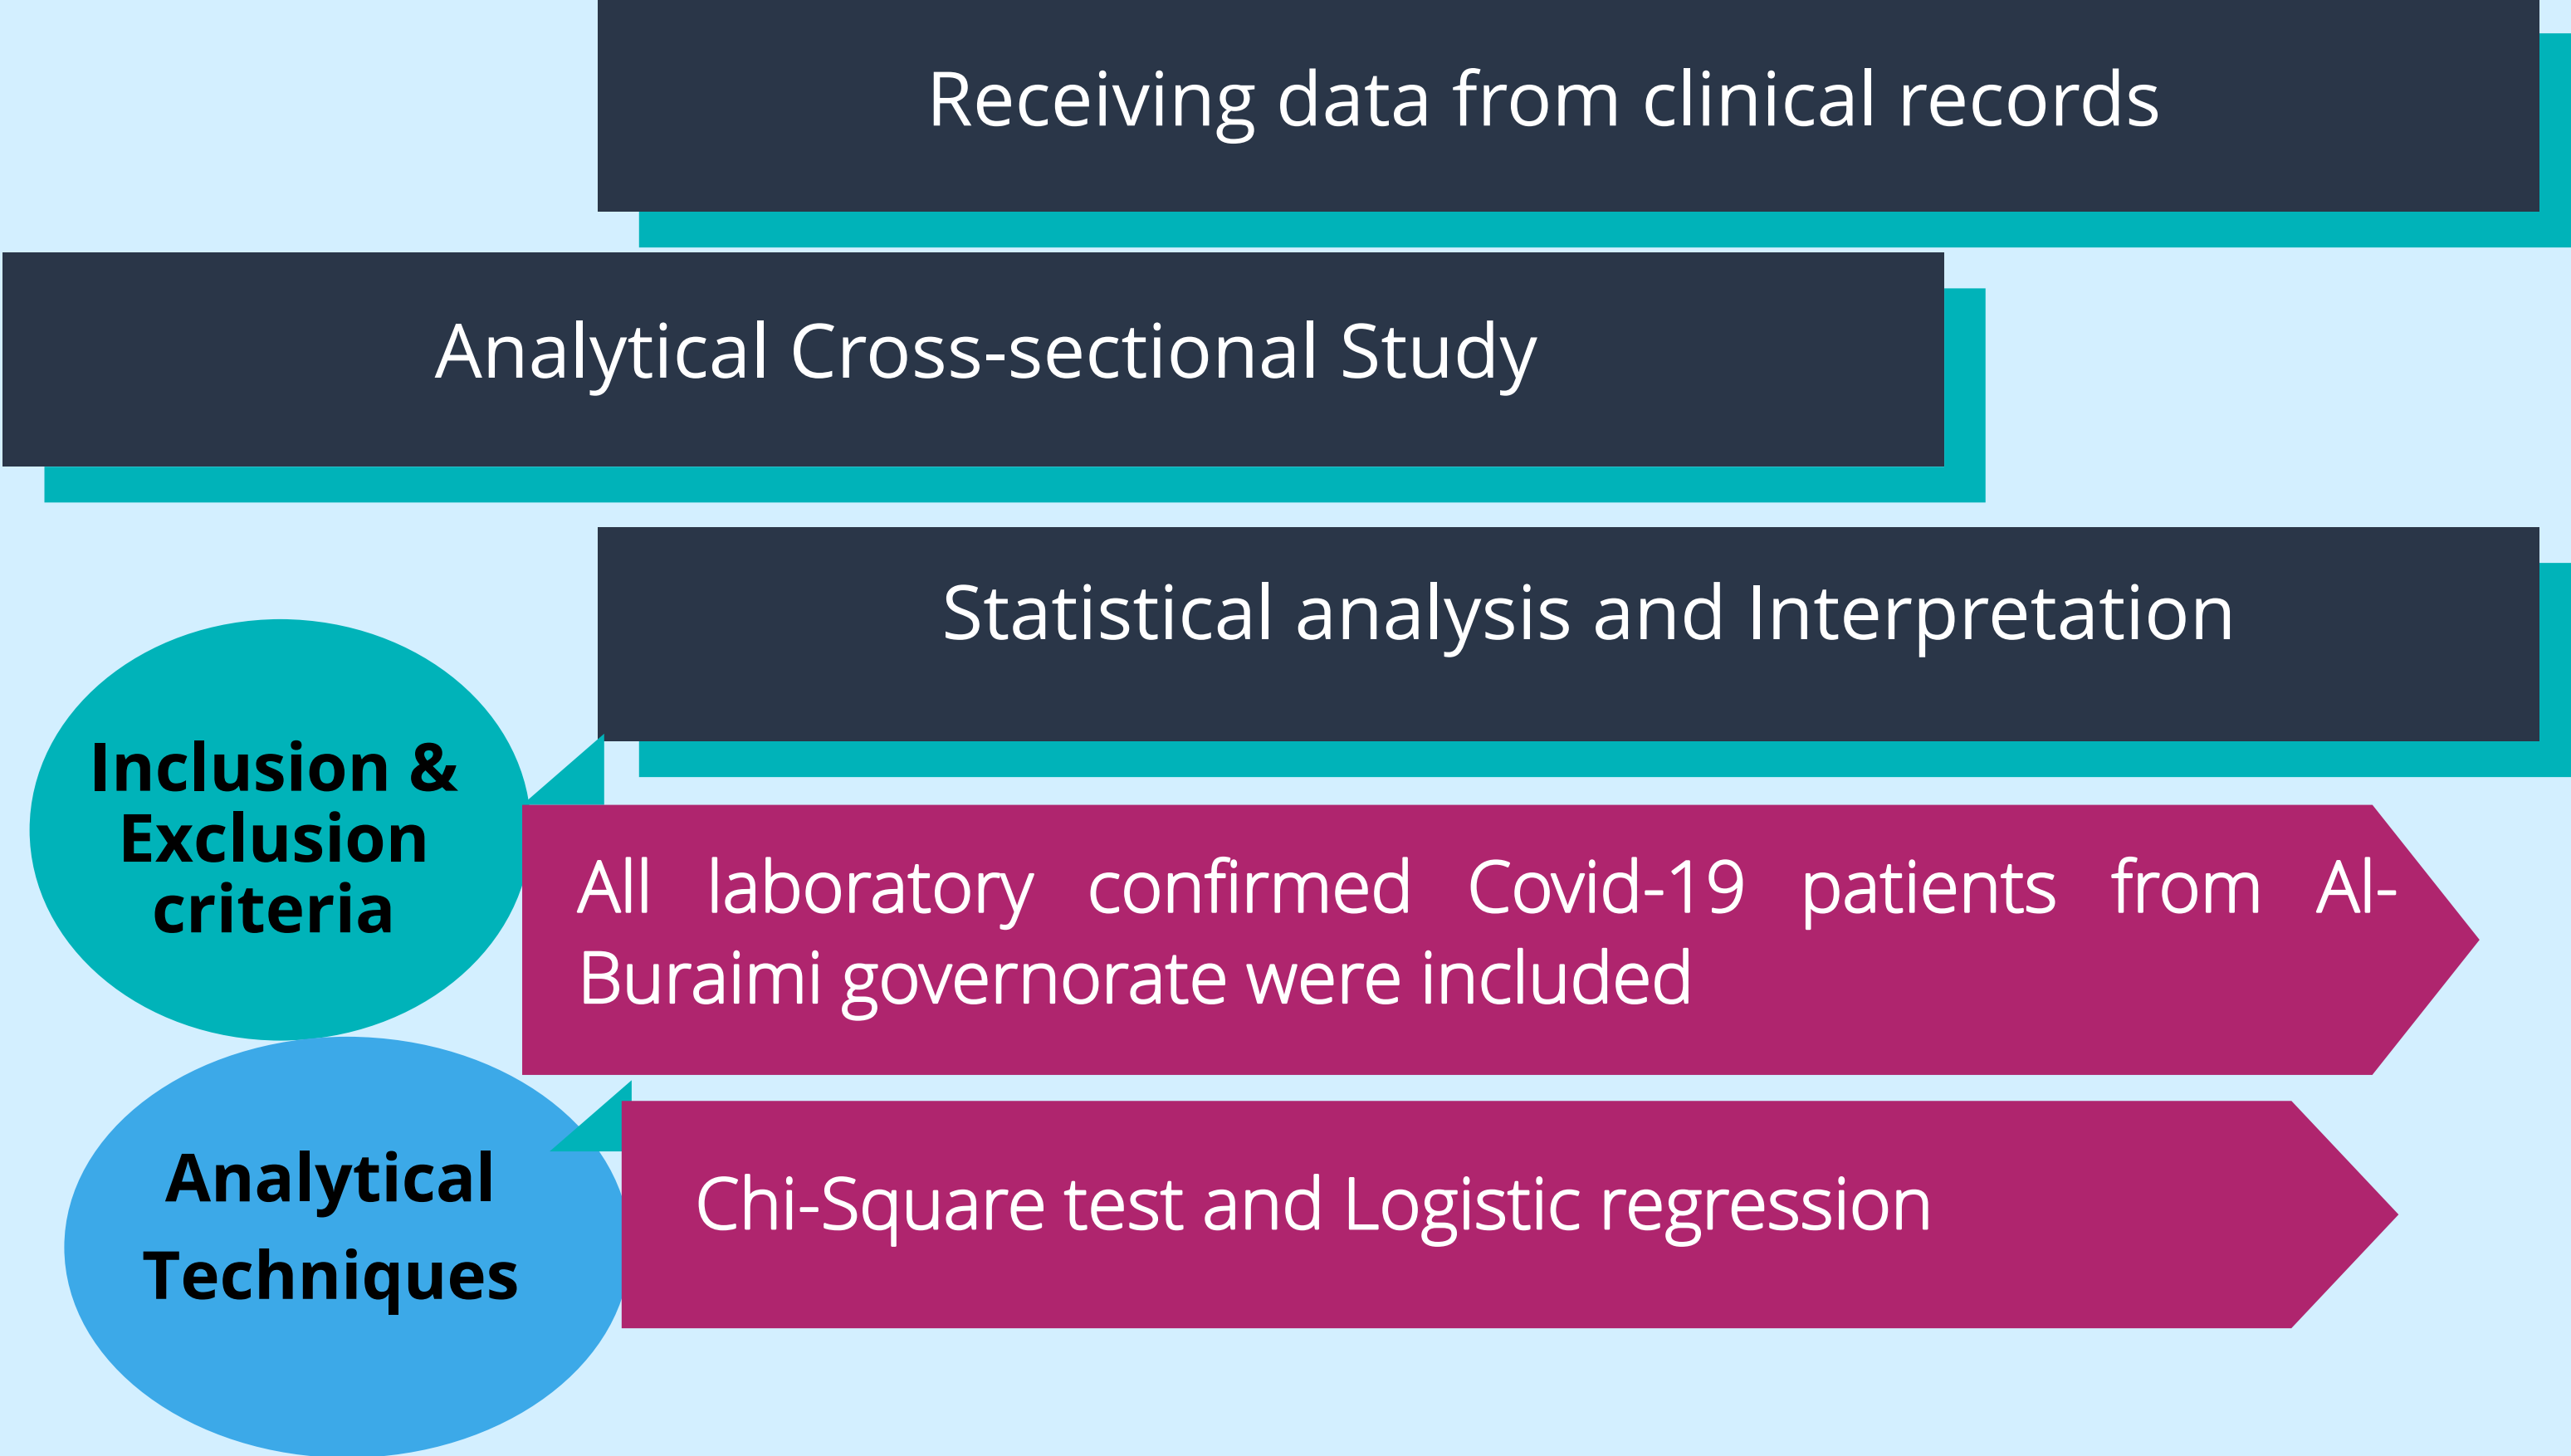 Receiving data from clinical records
Analytical Cross-sectional Study
Statistical analysis and Interpretation
Inclusion &
Exclusion
criteria
All laboratory confirmed Covid-19 patients from Al-
Buraimi governorate were included
Analytical
Techniques
Chi-Square test and Logistic regression